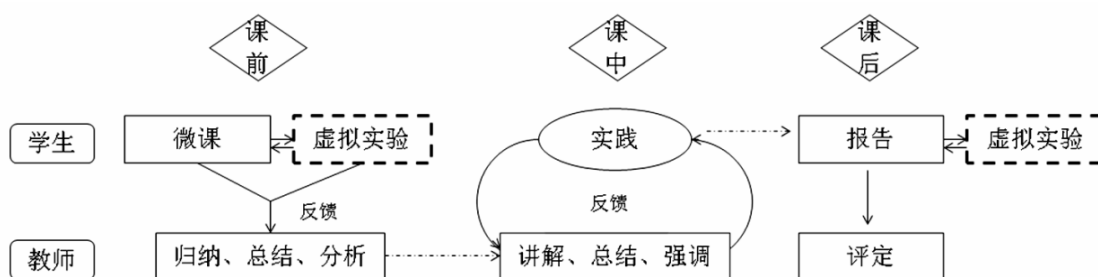 课
前
课
中
课
后
学生
微课
虚拟实验
实践
报告
虚拟实验
反馈
反馈
教师
归纳、总结、分析
讲解、总结、强调
评定